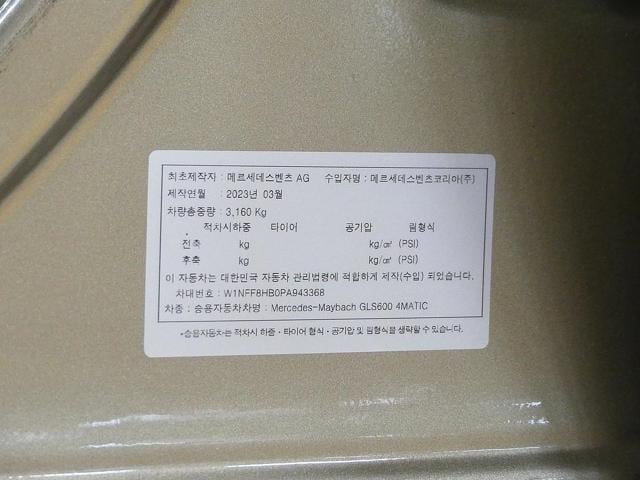 최초제작자 : 메르세데스벤츠 AG 수입자명 : 메르세데스벤츠코리아(주)
제작연월 : 2023년 03월
차량총중량 : 3,160 Kg
적차시하중 타이어 공기압 림형식
전축 kg kg/㎠ (PSI)
후축 kg kg/㎠ (PSI)
이 자동차는 대한민국 자동차 관리법령에 적합하게 제작(수입) 되었습니다.
차대번호 : W1NFF8HB0PA943368
차종 : 승용자동차차명 : Mercedes-Maybach GLS600 4MATIC
*승용자동차는 적차시 하중·타이어 형식·공기압 및 림형식을 생략할 수 있습니다.